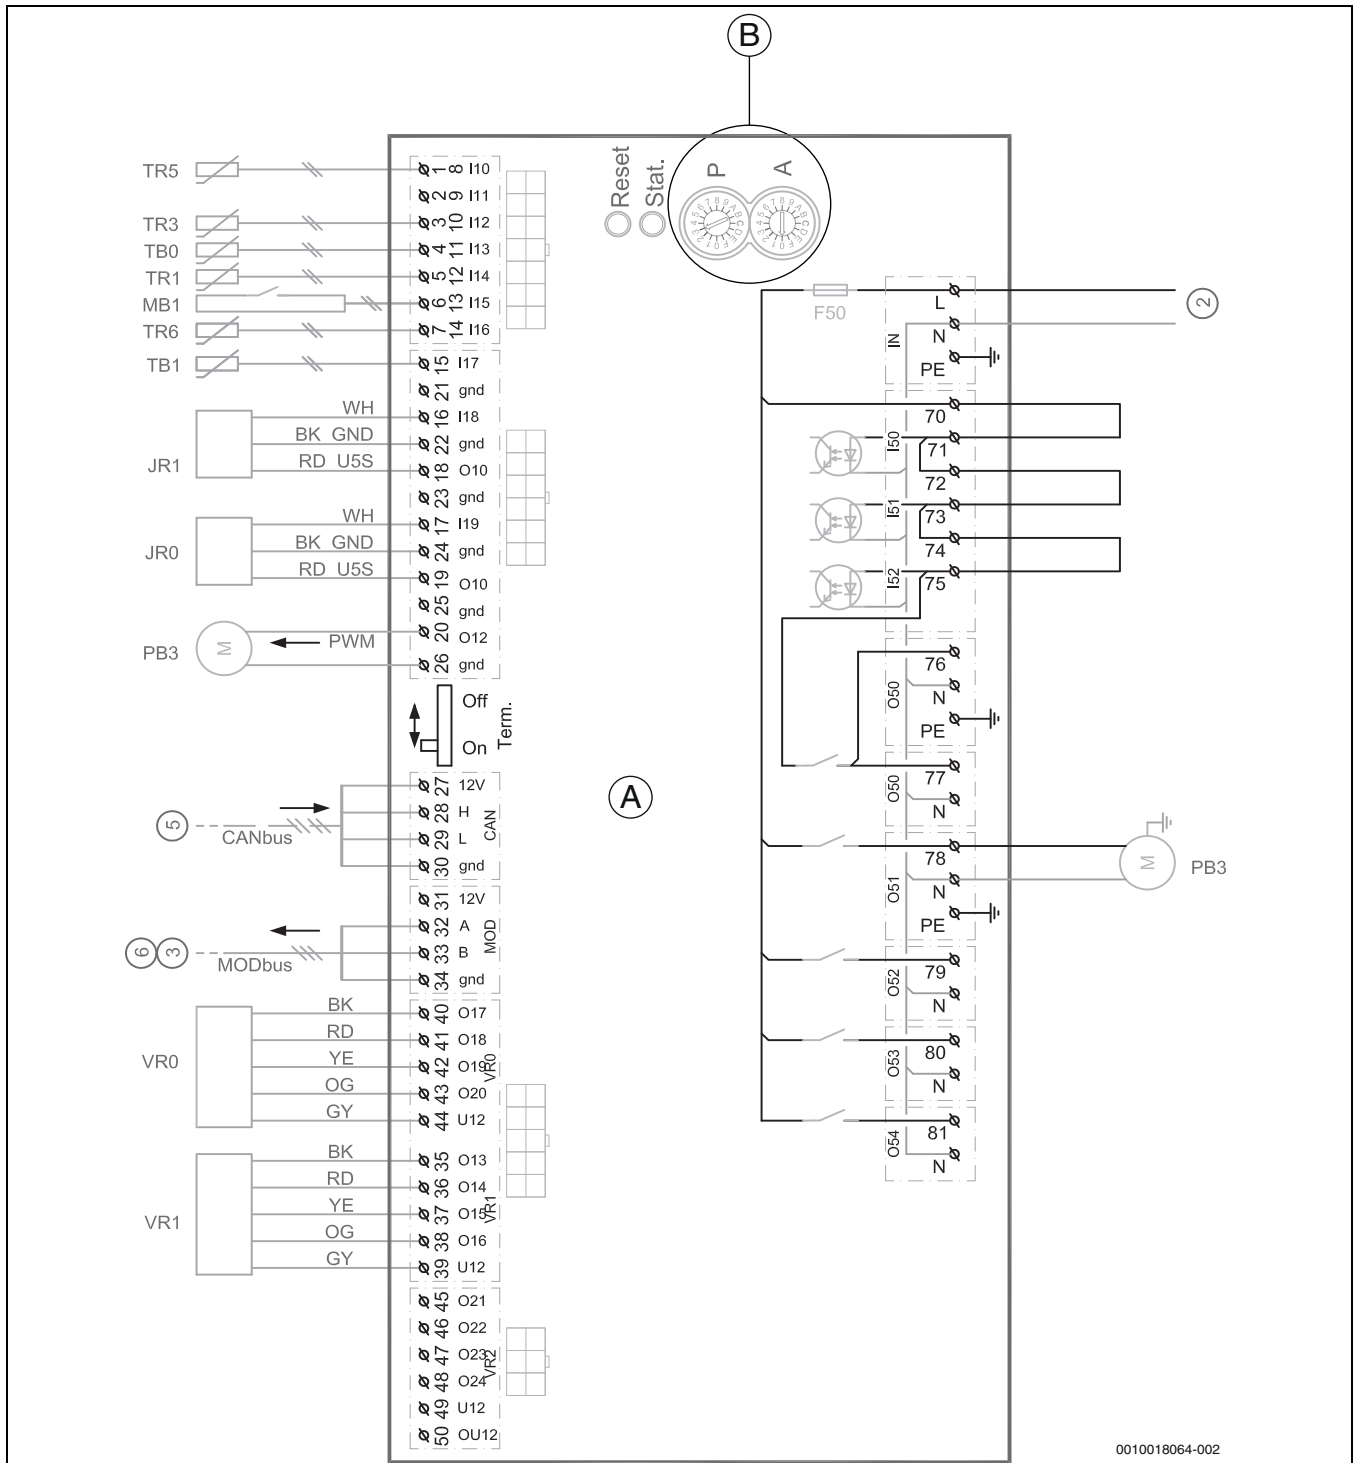 B
Reset
Stat.
P
A
TR5
1 8 I10
2 9 I11
TR3
3 10 I12
TB0
4 11 I13
TR1
5 12 I14
MB1
6 13 I15
TR6
7 14 I16
TB1
15 I17
21 gnd
WH
16 I18
BK GND
22 gnd
JR1
RD U5S
18 O10
23 gnd
WH
17 I19
BK GND
24 gnd
JR0
RD U5S
19 O10
25 gnd
PWM
20 O12
PB3
M
26 gnd
Off
On
Term.
27 12V
28 H
29 L
30 gnd
CAN
5
CANbus
A
31 12V
32 A
33 B
34 gnd
MOD
6
3
MODbus
VR0
BK
RD
YE
OG
GY
40 O17
41 O18
42 O19
43 O20
44 U12
VR0
VR1
BK
RD
YE
OG
GY
35 O13
36 O14
37 O15
38 O16
39 U12
VR1
45 O21
46 O22
47 O23
48 O24
49 U12
50 OU12
VR2
F50
L
N
PE
IN
2
70
71
I50
72
73
I51
74
75
I52
76
N
PE
O50
77
N
O50
78
N
PE
O51
M
PB3
79
N
O52
80
N
O53
81
N
O54
0010018064-002